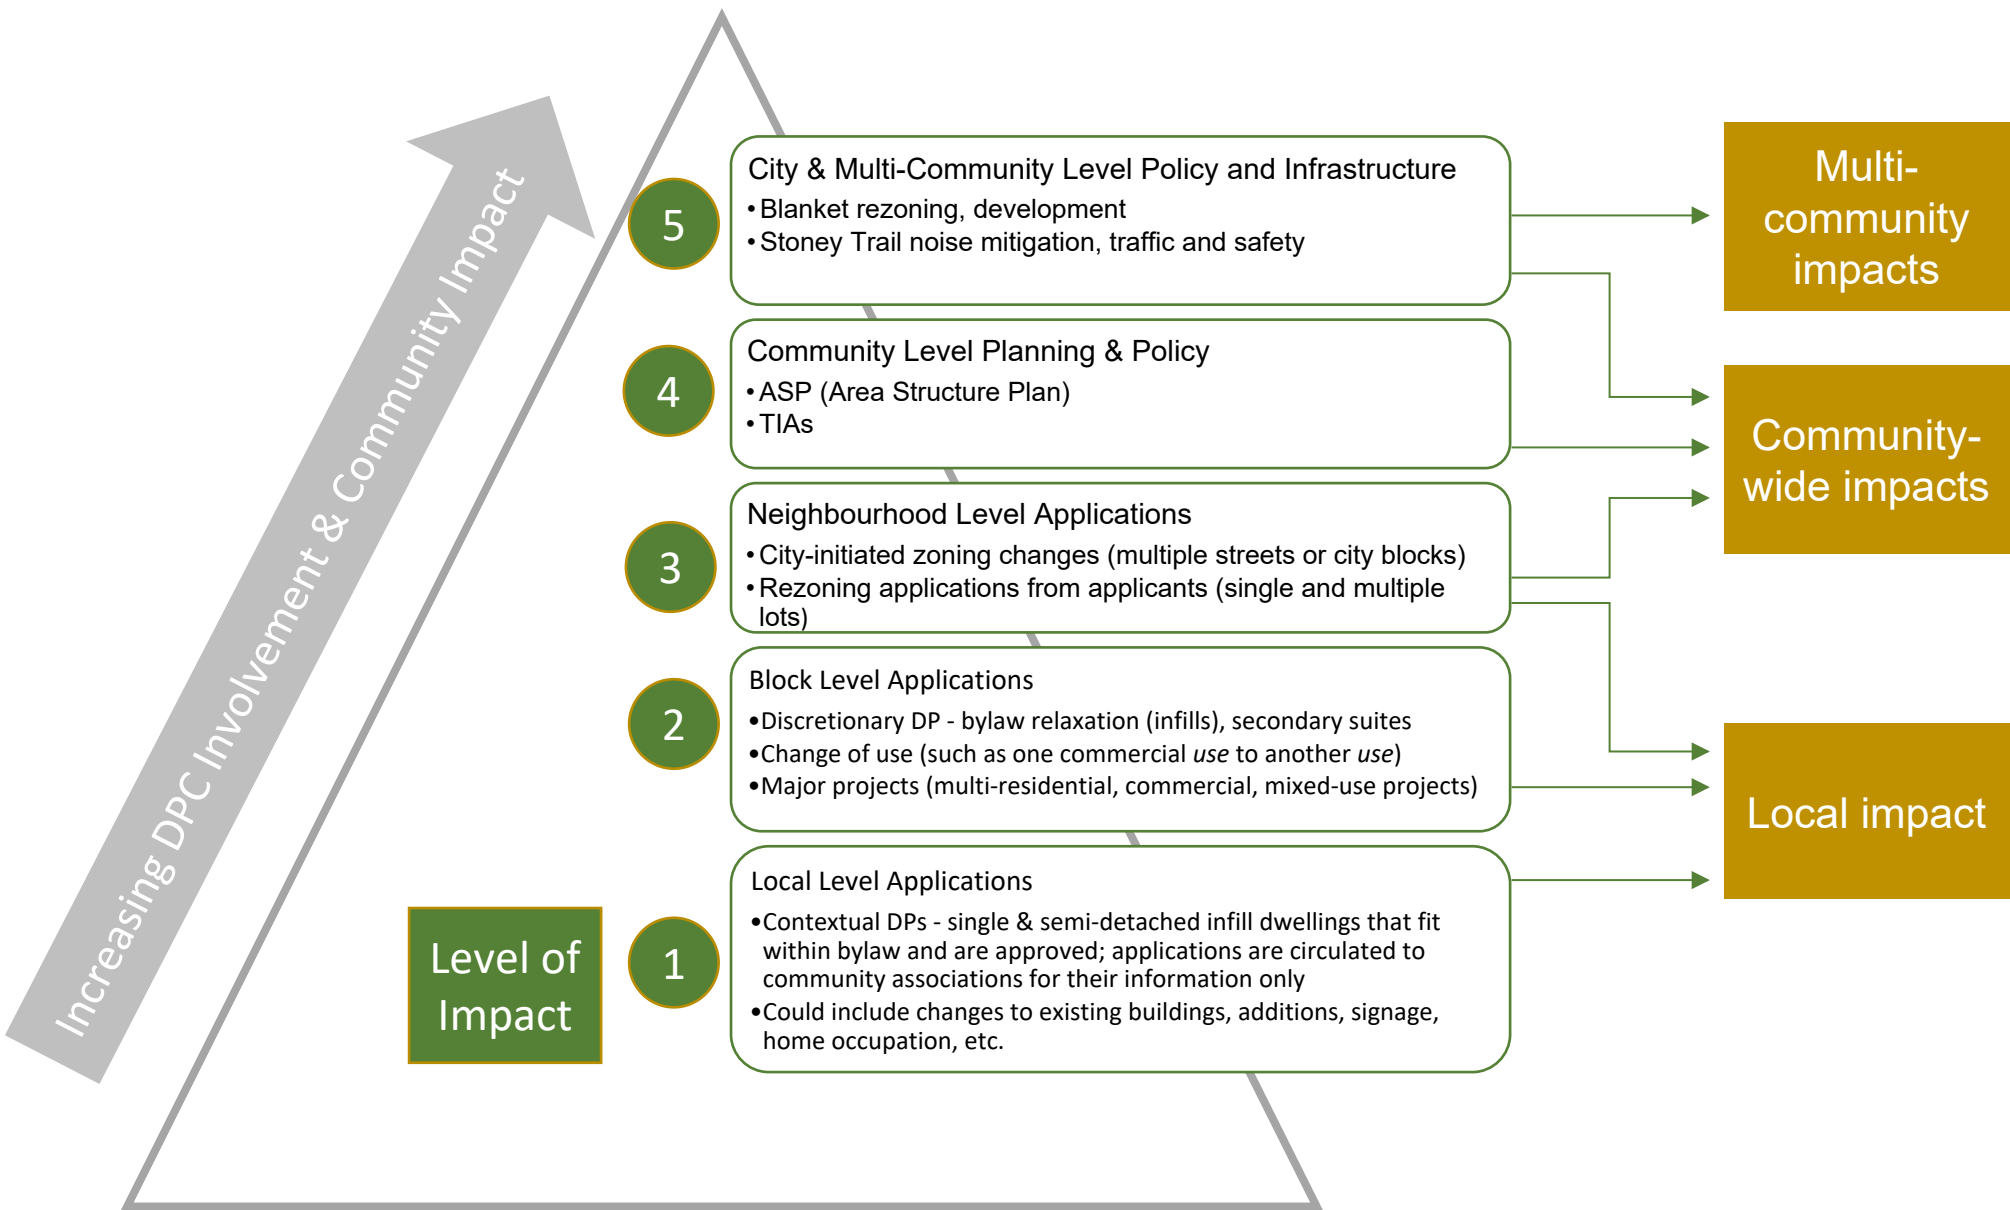 Increasing DPC Involvement & Community Impact
5
City & Multi-Community Level Policy and Infrastructure
•Blanket rezoning, development
•Stoney Trail noise mitigation, traffic and safety
Multi-
community
impacts
4
Community Level Planning & Policy
•ASP (Area Structure Plan)
•TIAs
Community-
wide impacts
3
Neighbourhood Level Applications
•City-initiated zoning changes (multiple streets or city blocks)
•Rezoning applications from applicants (single and multiple
lots)
2
Block Level Applications
•Discretionary DP - bylaw relaxation (infills), secondary suites
•Change of use (such as one commercial use to another use)
•Major projects (multi-residential, commercial, mixed-use projects)
Local impact
Level of
Impact
1
Local Level Applications
•Contextual DPs - single & semi-detached infill dwellings that fit
within bylaw and are approved; applications are circulated to
community associations for their information only
•Could include changes to existing buildings, additions, signage,
home occupation, etc.